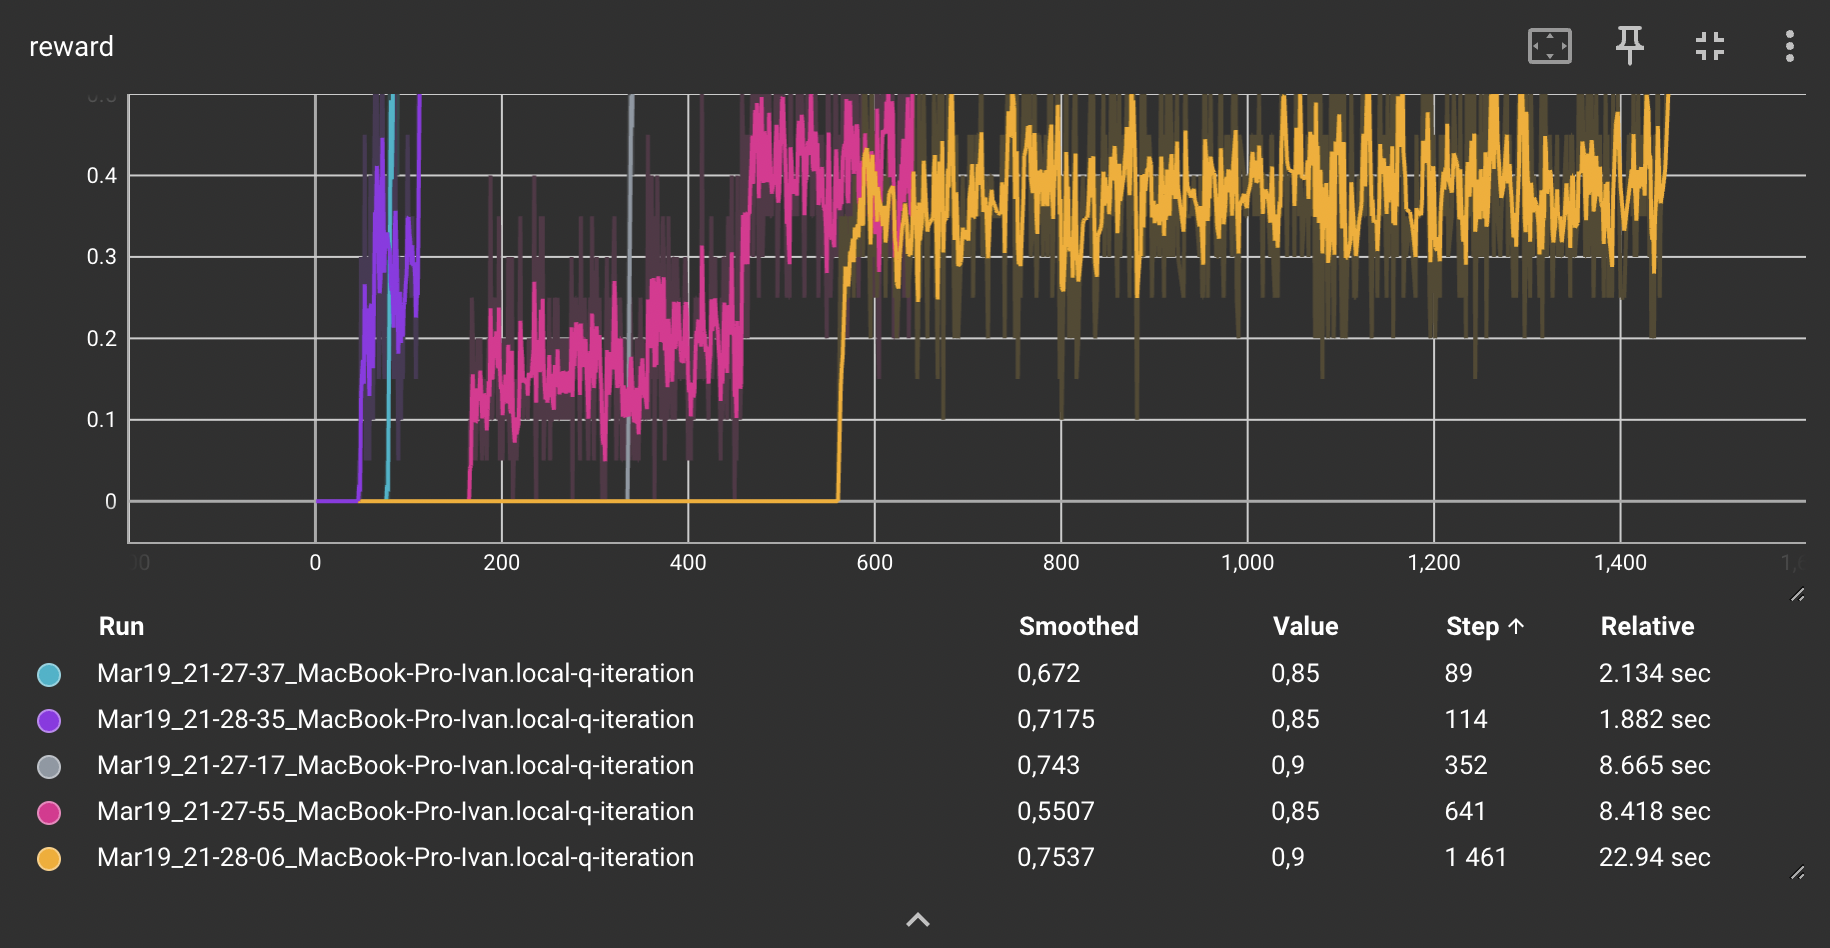 reward
0.4
0.3
0.2
0.1
0
0 200 400 600 800 1,000 1,200 1,400
Run Smoothed Value Step ↑ Relative
Mar19_21-27-37_MacBook-Pro-Ivan.local-q-iteration 0,672 0,85 89 2.134 sec
Mar19_21-28-35_MacBook-Pro-Ivan.local-q-iteration 0,7175 0,85 114 1.882 sec
Mar19_21-27-17_MacBook-Pro-Ivan.local-q-iteration 0,743 0,9 352 8.665 sec
Mar19_21-27-55_MacBook-Pro-Ivan.local-q-iteration 0,5507 0,85 641 8.418 sec
Mar19_21-28-06_MacBook-Pro-Ivan.local-q-iteration 0,7537 0,9 1 461 22.94 sec